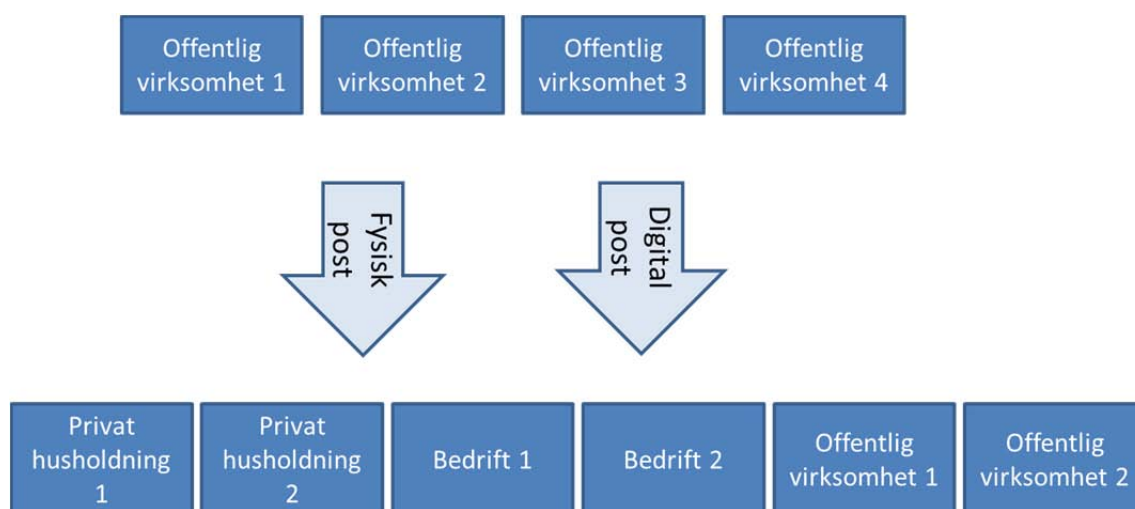 Offentlig
virksomhet 1
Offentlig
virksomhet 2
Offentlig
virksomhet 3
Offentlig
virksomhet 4
Fysisk
post
Digital
post
Privat
husholdning
1
Privat
husholdning
2
Bedrift 1
Bedrift 2
Offentlig
virksomhet 1
Offentlig
virksomhet 2